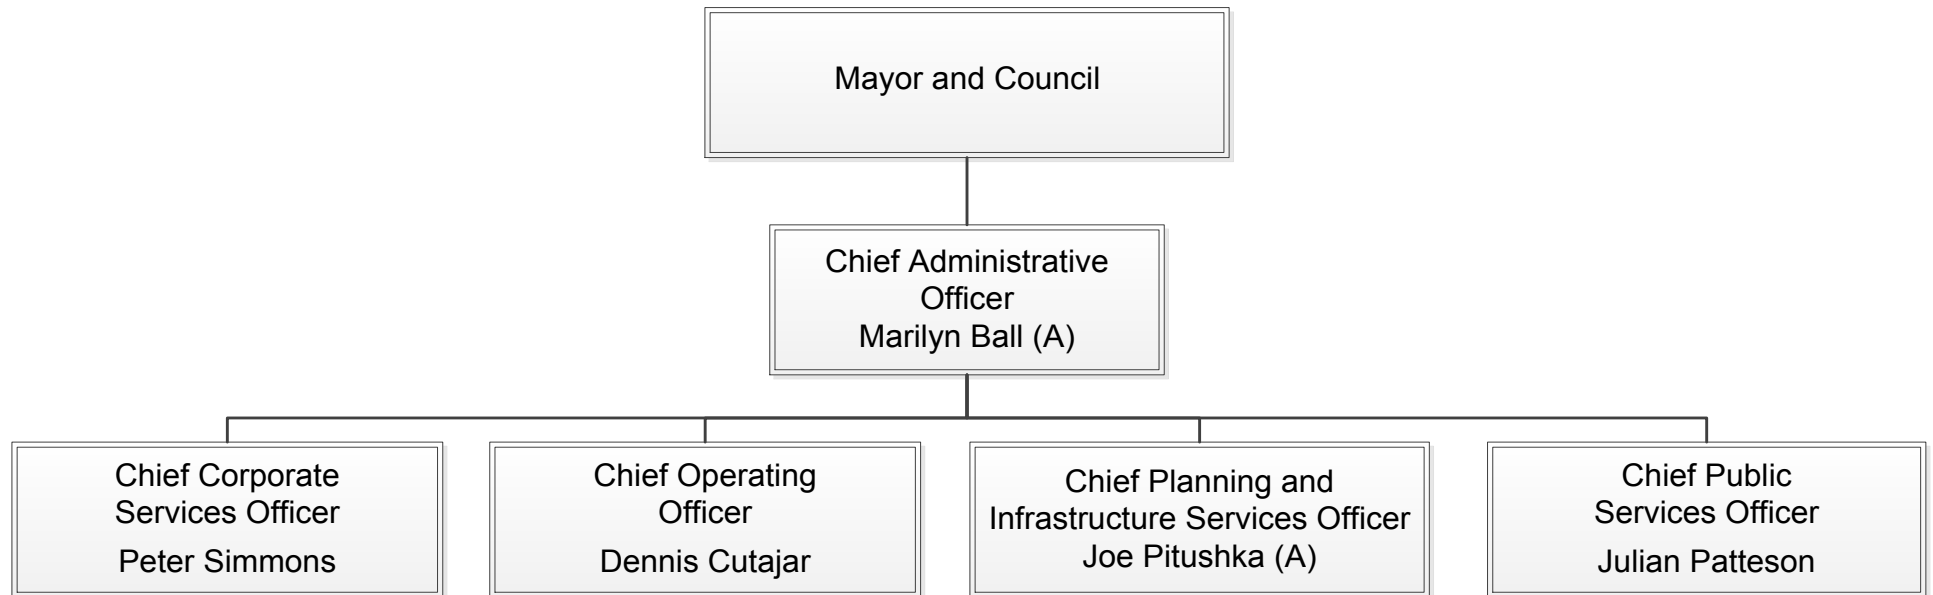 Mayor and Council
Chief Administrative
Officer
Marilyn Ball (A)
Chief Corporate
Services Officer
Peter Simmons
Chief Operating
Officer
Dennis Cutajar
Chief Planning and
Infrastructure Services Officer
Joe Pitushka (A)
Chief Public
Services Officer
Julian Patteson